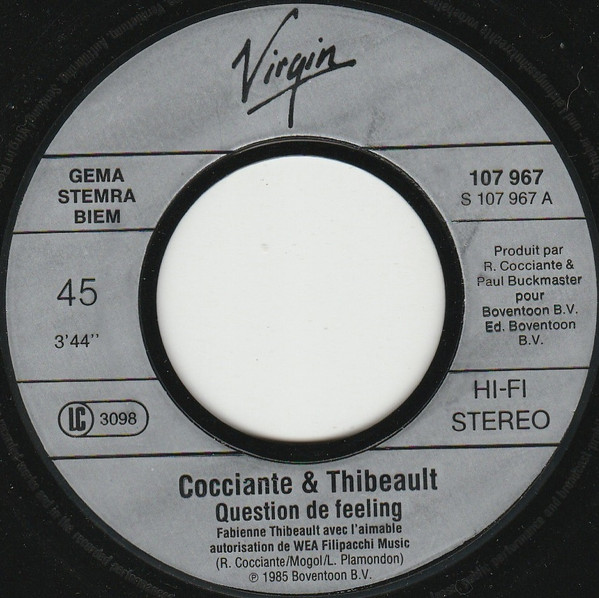 Virgin
GEMA
STEMRA
BIEM
107 967
S 107 967 A
45
3'44''
Produit par
R. Cocciante &
Paul Buckmaster
pour
Boventoon B.V.
Ed. Boventoon
B.V.
LC 3098
HI-FI
STEREO
Cocciante & Thibeault
Question de feeling
Fabienne Thibeault avec l'aimable
autorisation de WEA Filipacchi Music
(R. Cocciante/Mogol/L. Plamondon)
℗ 1985 Boventoon B.V.